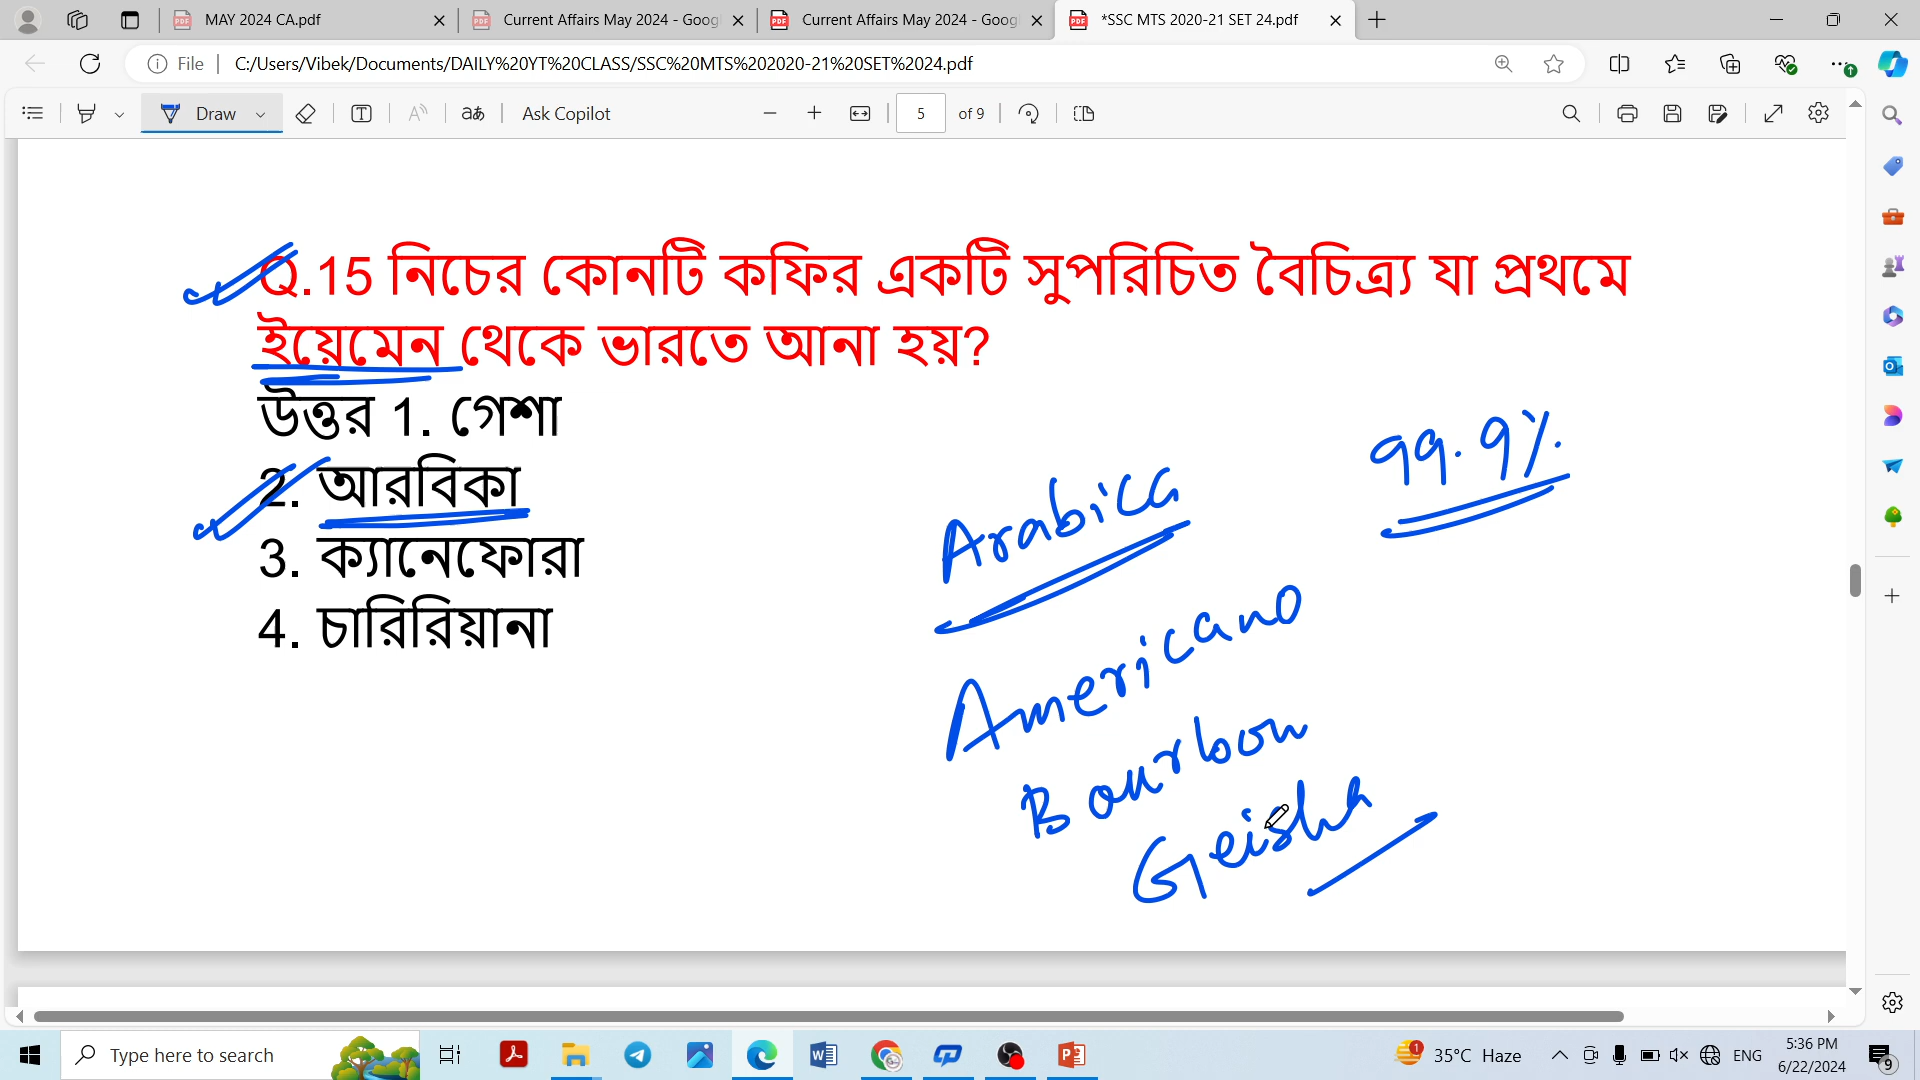 MAY 2024 CA.pdf
Current Affairs May 2024 - Goog
Current Affairs May 2024 - Goog
*SSC MTS 2020-21 SET 24.pdf
File
C:/Users/Vibek/Documents/DAILY%20YT%20CLASS/SSC%20MTS%202020-21%20SET%2024.pdf
Draw
aあ
Ask Copilot
5 of 9
Q.15 নিচের কোনটি কফির একটি সুপরিচিত বৈচিত্র্য যা প্রথমে
ইয়েমেন থেকে ভারতে আনা হয়?
উত্তর 1. গেশা
2. আরবিকা
3. ক্যানেফোরা
4. চারিরিয়ানা
99.9%
Arabica
Americano
Bourbon
Geisha
Type here to search
35°C Haze
ENG
5:36 PM
6/22/2024
9